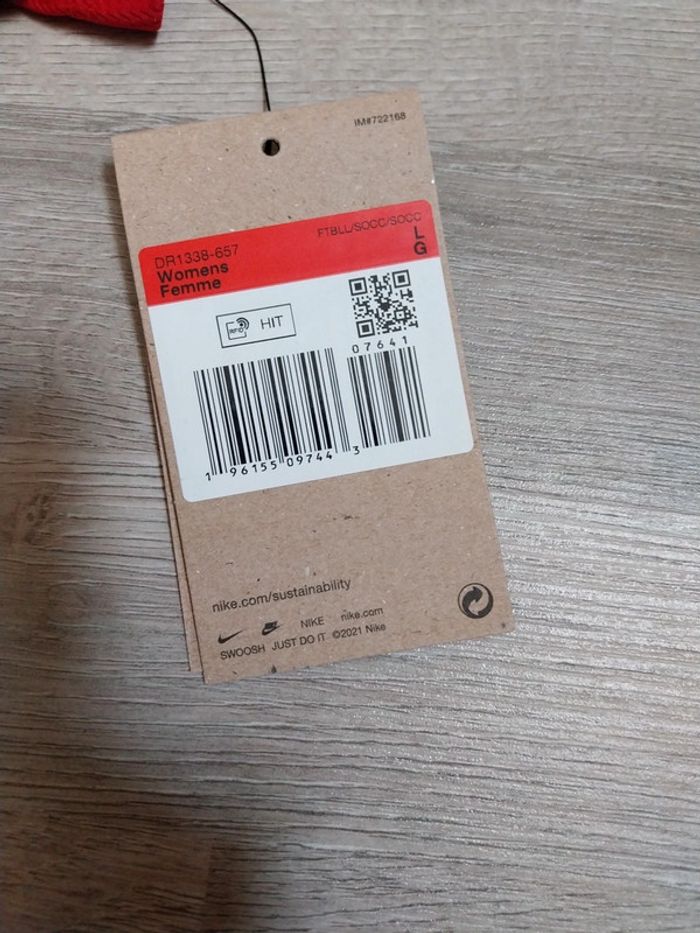 IM#722168
DR1338-657
FTBLL/SOCC/SOCC
Womens
L
Femme
G
RFID
HIT
07641
1 96155 09744 3
nike.com/sustainability
NIKE nike.com
SWOOSH JUST DO IT ©2021 Nike